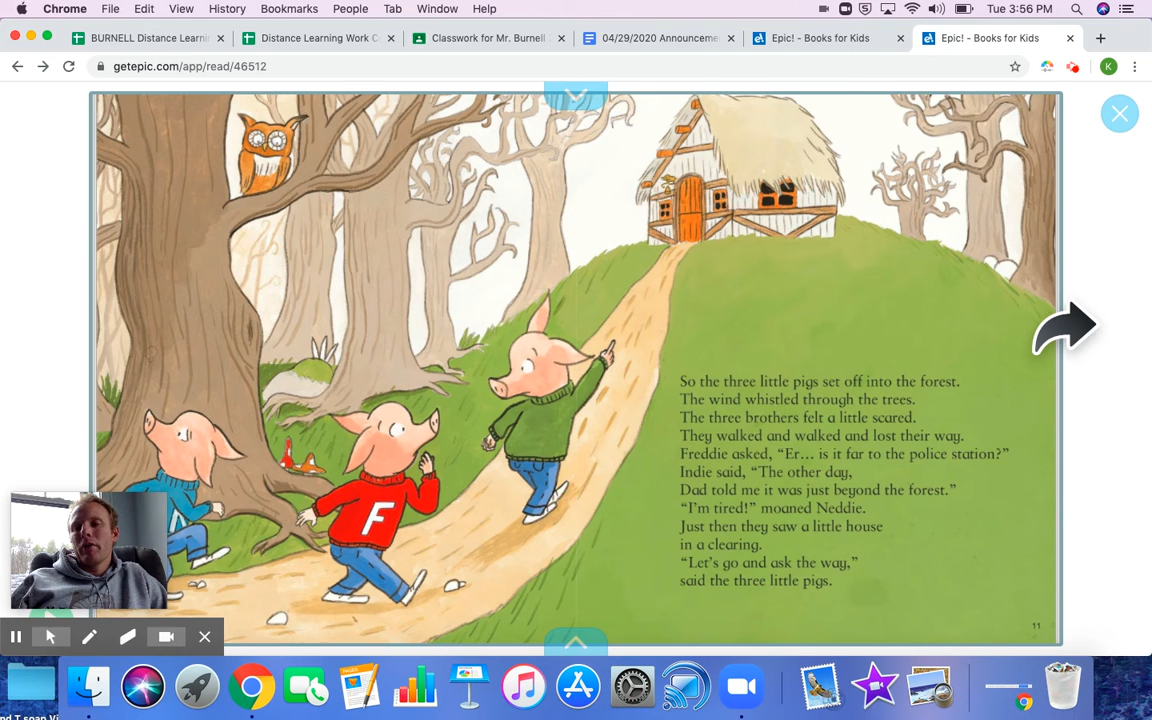 Chrome File Edit View History Bookmarks People Tab Window Help Tue 3:56 PM
BURNELL Distance Learni Distance Learning Work C Classwork for Mr. Burnell 04/29/2020 Announceme Epic! - Books for Kids Epic! - Books for Kids
getepic.com/app/read/46512 K
So the three little pigs set off into the forest.
The wind whistled through the trees.
The three brothers felt a little scared.
They walked and walked and lost their way.
Freddie asked, “Er... is it far to the police station?”
Indie said, “The other day,
Dad told me it was just beyond the forest.”
“I’m tired!” moaned Neddie.
Just then they saw a little house
in a clearing.
“Let’s go and ask the way,”
said the three little pigs.
F
11